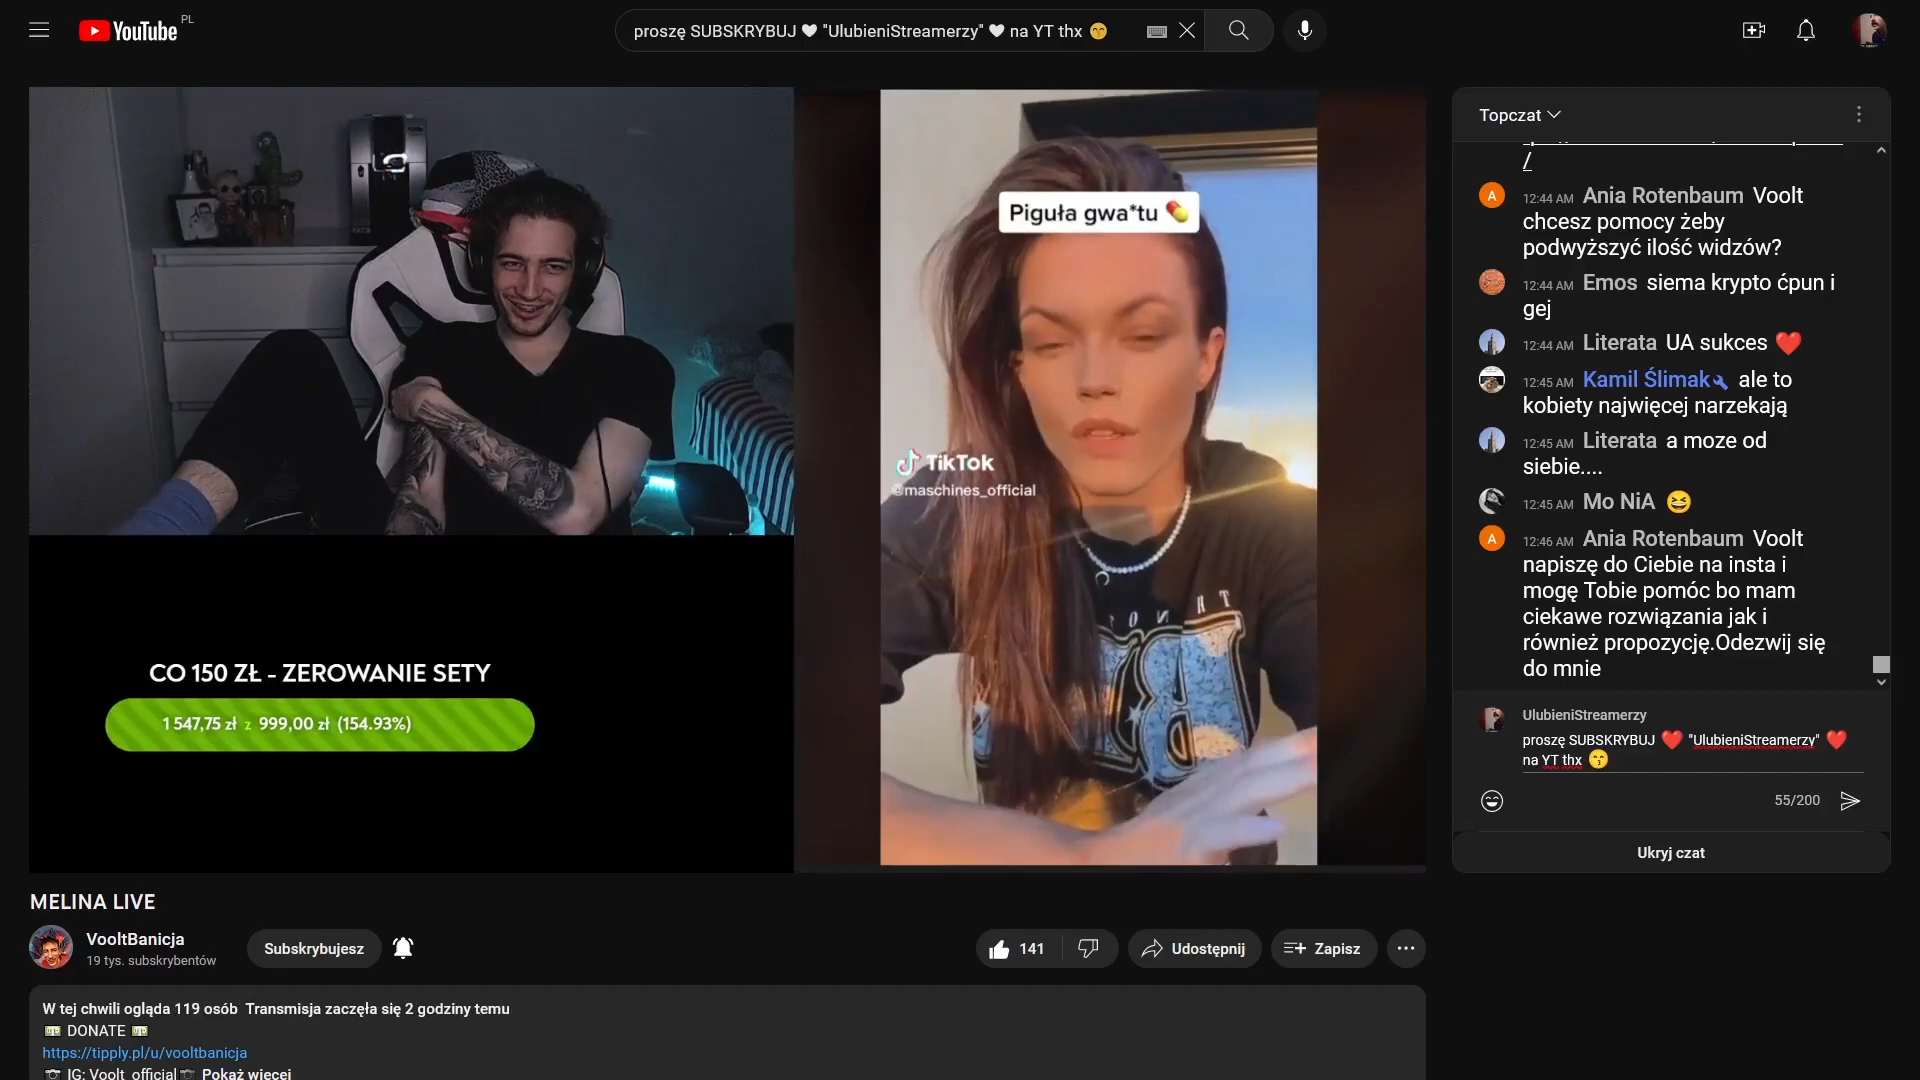 YouTube PL
proszę SUBSKRYBUJ 🤍 "UlubieniStreamerzy" 🤍 na YT thx 😙
Piguła gwa*tu 💊
TikTok
@maschines_official
CO 150 ZŁ - ZEROWANIE SETY
1 547,75 zł z 999,00 zł (154.93%)
Topczat
/
12:44 AM Ania Rotenbaum Voolt
chcesz pomocy żeby
podwyższyć ilość widzów?
12:44 AM Emos siema krypto ćpun i
gej
12:44 AM Literata UA sukces ❤️
12:45 AM Kamil Ślimak ale to
kobiety najwięcej narzekają
12:45 AM Literata a moze od
siebie....
12:45 AM Mo NiA 😆
12:46 AM Ania Rotenbaum Voolt
napiszę do Ciebie na insta i
mogę Tobie pomóc bo mam
ciekawe rozwiązania jak i
również propozycję.Odezwij się
do mnie
UlubieniStreamerzy
proszę SUBSKRYBUJ ❤️ "UlubieniStreamerzy" ❤️
na YT thx 😙
55/200
Ukryj czat
MELINA LIVE
VooltBanicja
19 tys. subskrybentów
Subskrybujesz
141
Udostępnij
Zapisz
W tej chwili ogląda 119 osób Transmisja zaczęła się 2 godziny temu
💵 DONATE 💵
https://tipply.pl/u/vooltbanicja
📷 IG: Voolt_official📷 Pokaż więcej